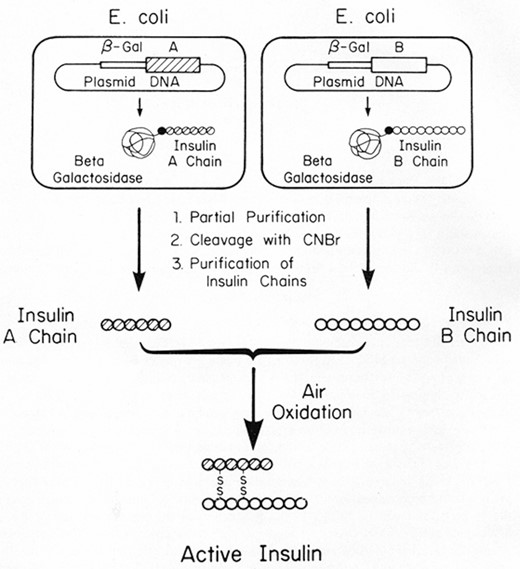 E. coli
E. coli
β-Gal A
Plasmid DNA
Insulin
A Chain
Beta
Galactosidase
β-Gal B
Plasmid DNA
Insulin
B Chain
Beta
Galactosidase
1. Partial Purification
2. Cleavage with CNBr
3. Purification of
Insulin Chains
Insulin
A Chain
Insulin
B Chain
Air
Oxidation
S S
S S
Active Insulin